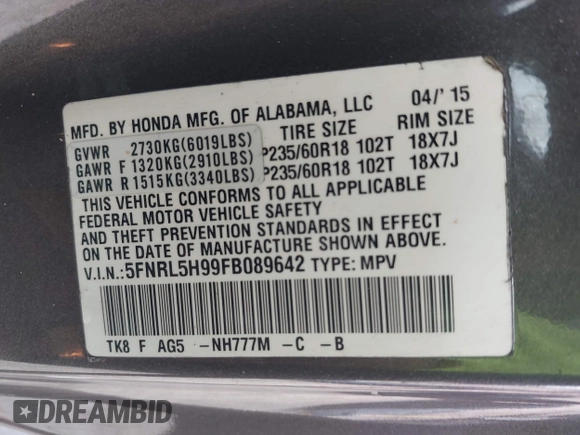 MFD. BY HONDA MFG. OF ALABAMA, LLC 04/'15
TIRE SIZE RIM SIZE
GVWR 2730KG(6019LBS)
GAWR F 1320KG(2910LBS) P235/60R18 102T 18X7J
GAWR R 1515KG(3340LBS) P235/60R18 102T 18X7J
THIS VEHICLE CONFORMS TO ALL APPLICABLE
FEDERAL MOTOR VEHICLE SAFETY
AND THEFT PREVENTION STANDARDS IN EFFECT
ON THE DATE OF MANUFACTURE SHOWN ABOVE.
V.I.N.: 5FNRL5H99FB089642 TYPE: MPV
TK8 F AG5 -NH777M -C -B
DREAMBID